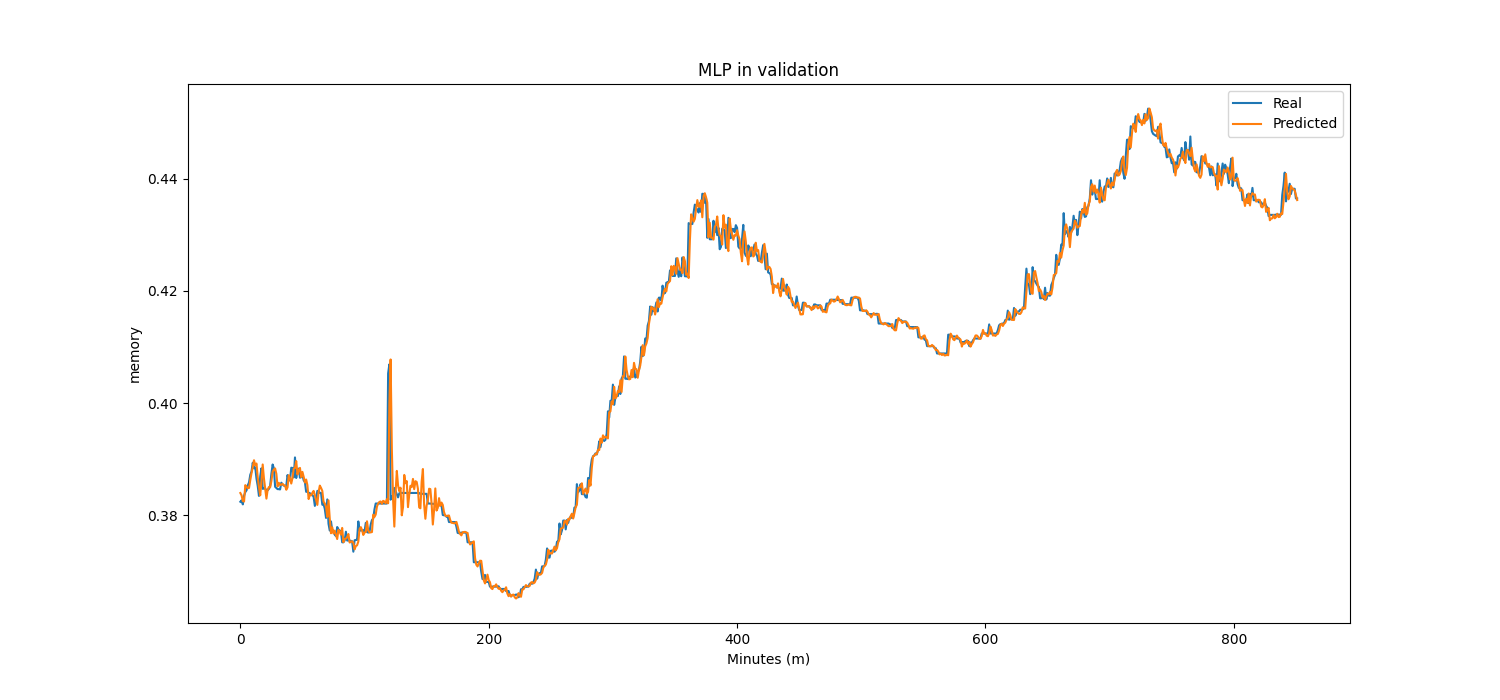 MLP in validation
Real
Predicted
0.44
0.42
0.40
0.38
memory
0 200 400 600 800
Minutes (m)